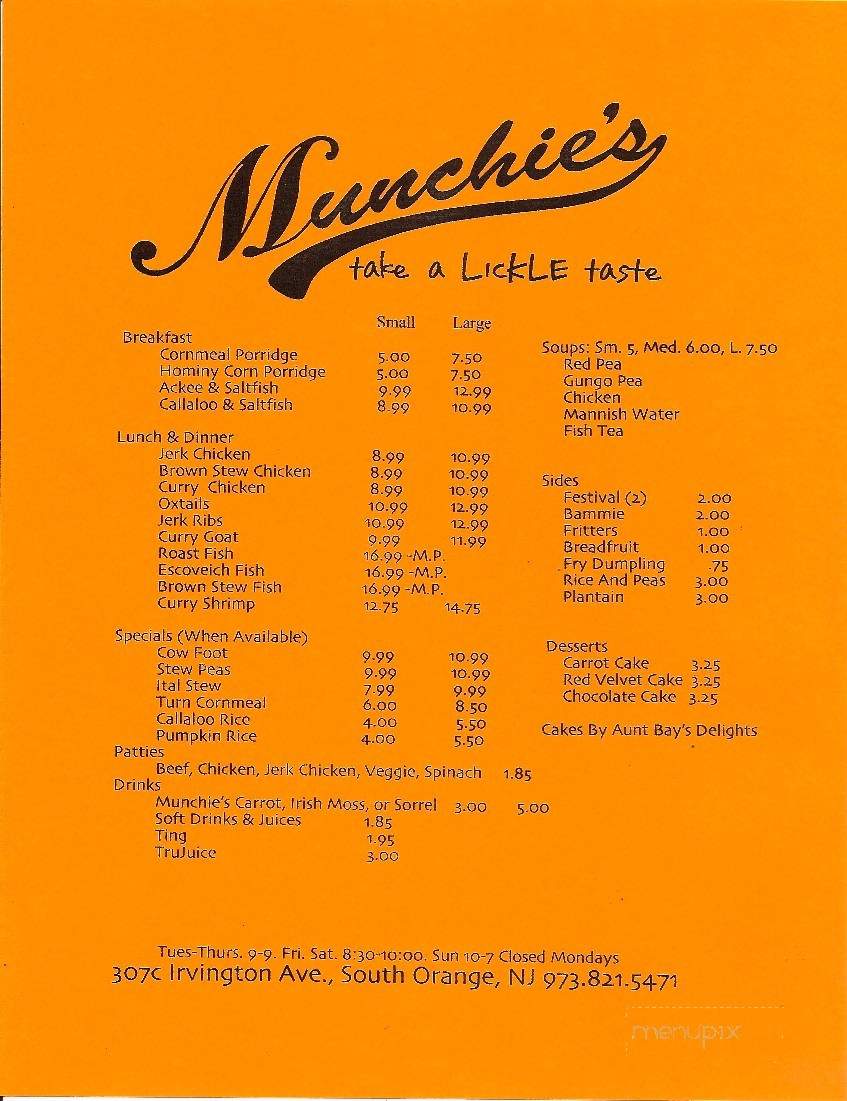 Munchie's
take a LickLE taste
Small Large
Breakfast
Cornmeal Porridge 5.00 7.50
Hominy Corn Porridge 5.00 7.50
Ackee & Saltfish 9.99 12.99
Callaloo & Saltfish 8.99 10.99
Lunch & Dinner
Jerk Chicken 8.99 10.99
Brown Stew Chicken 8.99 10.99
Curry Chicken 8.99 10.99
Oxtails 10.99 12.99
Jerk Ribs 10.99 12.99
Curry Goat 9.99 11.99
Roast Fish 16.99 -M.P.
Escoveich Fish 16.99 -M.P.
Brown Stew Fish 16.99 -M.P.
Curry Shrimp 12.75 14.75
Specials (When Available)
Cow Foot 9.99 10.99
Stew Peas 9.99 10.99
Ital Stew 7.99 9.99
Turn Cornmeal 6.00 8.50
Callaloo Rice 4.00 5.50
Pumpkin Rice 4.00 5.50
Patties
Beef, Chicken, Jerk Chicken, Veggie, Spinach 1.85
Drinks
Munchie's Carrot, Irish Moss, or Sorrel 3.00 5.00
Soft Drinks & Juices 1.85
Ting 1.95
TruJuice 3.00
Soups: Sm. 5, Med. 6.00, L. 7.50
Red Pea
Gungo Pea
Chicken
Mannish Water
Fish Tea
Sides
Festival (2) 2.00
Bammie 2.00
Fritters 1.00
Breadfruit 1.00
Fry Dumpling .75
Rice And Peas 3.00
Plantain 3.00
Desserts
Carrot Cake 3.25
Red Velvet Cake 3.25
Chocolate Cake 3.25
Cakes By Aunt Bay's Delights
Tues-Thurs. 9-9. Fri. Sat. 8:30-10:00. Sun 10-7 Closed Mondays
307c Irvington Ave., South Orange, NJ 973.821.5471
menupix